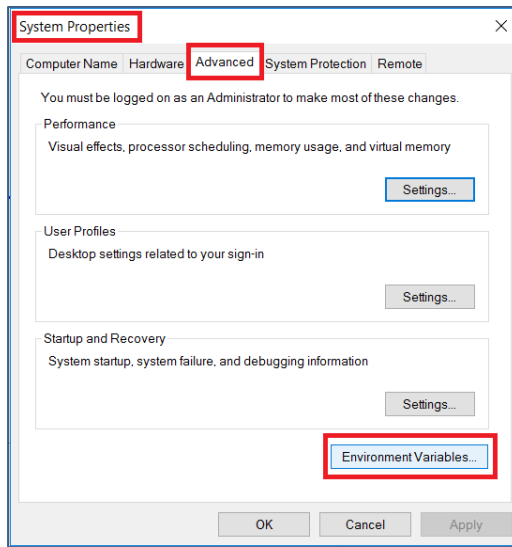 System Properties
Computer Name Hardware Advanced System Protection Remote
You must be logged on as an Administrator to make most of these changes.
Performance
Visual effects, processor scheduling, memory usage, and virtual memory
Settings...
User Profiles
Desktop settings related to your sign-in
Settings...
Startup and Recovery
System startup, system failure, and debugging information
Settings...
Environment Variables...
OK Cancel Apply